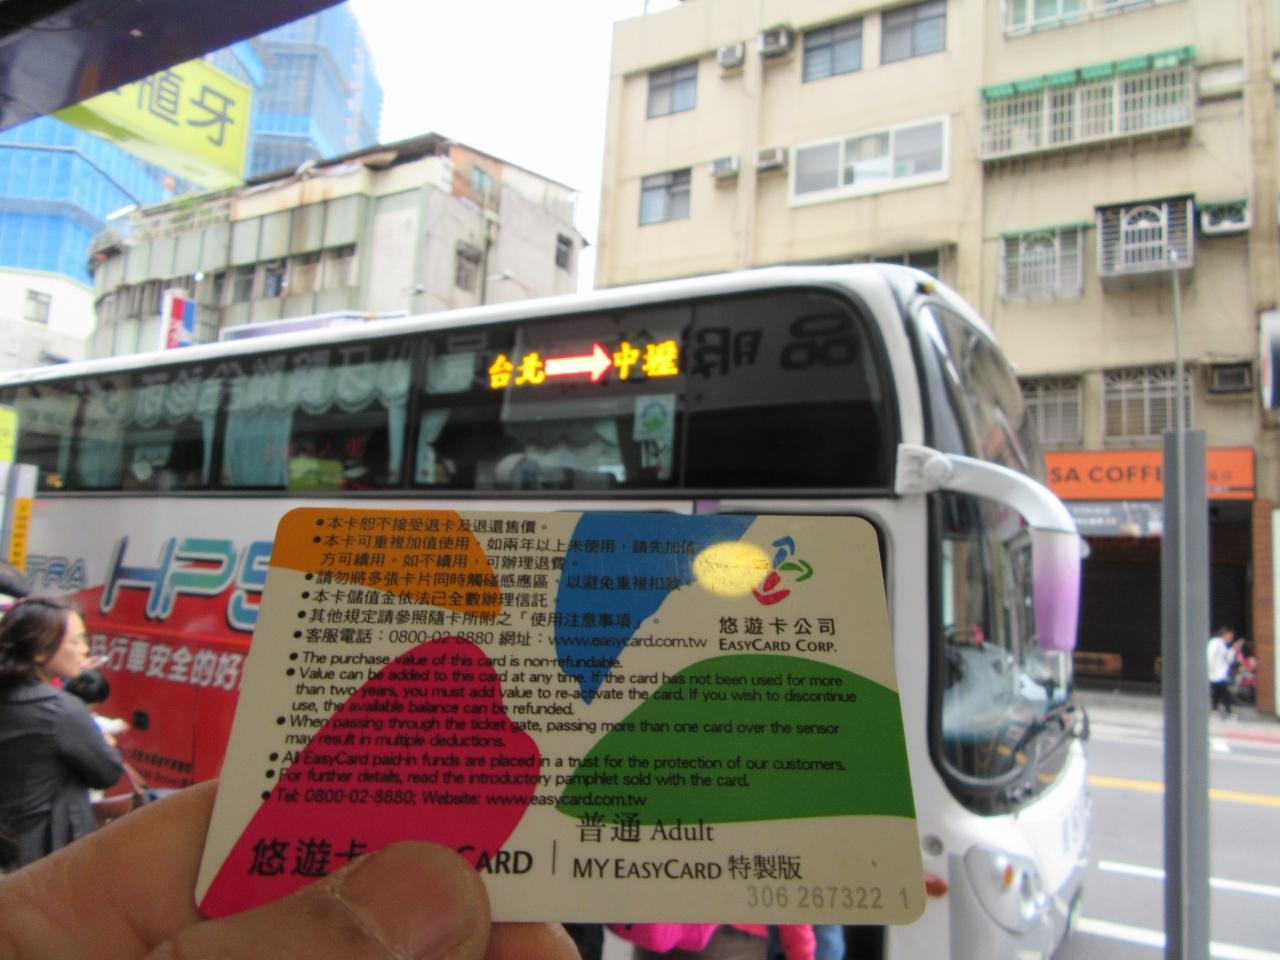 植牙
台北→中壢
SA COFFE
HPS
TRA
行車安全的好
• 本卡恕不接受退卡及退還售價。
• 本卡可重複加值使用，如兩年以上未使用，請先加值
方可續用。如不續用，可辦理退費。
• 請勿將多張卡片同時觸碰感應區，以避免重複扣款。
• 本卡儲值金依法已全數辦理信託。
• 其他規定請參照隨卡所附之「使用注意事項」。
• 客服電話：0800-02-8880 網址：www.easycard.com.tw
悠遊卡公司
EASYCARD CORP.
• The purchase value of this card is non-refundable.
• Value can be added to this card at any time. If the card has not been used for more
than two years, you must add value to re-activate the card. If you wish to discontinue
use, the available balance can be refunded.
• When passing through the ticket gate, passing more than one card over the sensor
may result in multiple deductions.
• All EasyCard paid-in funds are placed in a trust for the protection of our customers.
• For further details, read the introductory pamphlet sold with the card.
• Tel: 0800-02-8880; Website: www.easycard.com.tw
普通 Adult
悠遊卡 CARD | MY EASYCARD 特製版
306 267322 1